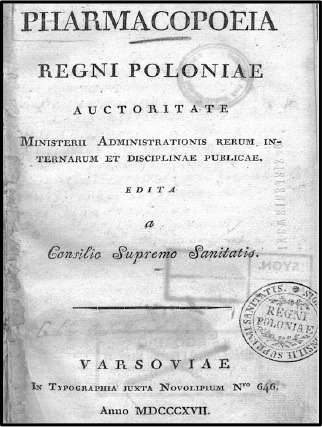 PHARMACOPOEIA
REGNI POLONIAE
AUCTORITATE
MINISTERII ADMINISTRATIONIS RERUM IN-
TERNARUM ET DISCIPLINAE PUBLICAE.
EDITA
a
Consilio Supremo Sanitatis.
REGNI
POLONIAE
VARSOVIAE
IN TYPOGRAPHIA JUXTA NOVOLIPIUM Nro 646.
Anno MDCCCXVII.